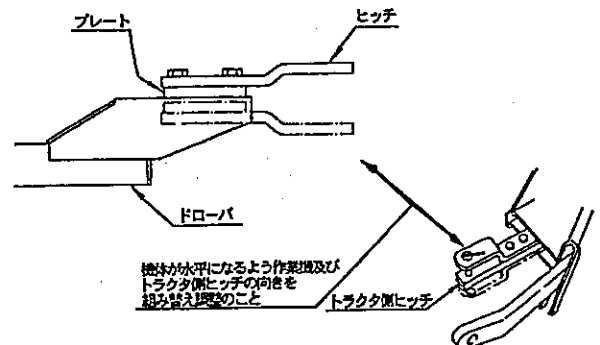 プレート
ヒッチ
ドローバ
機体が水平になるよう作業機及び
トラクタ側ヒッチの向きを
組み替え調整のこと
トラクタ側ヒッチ